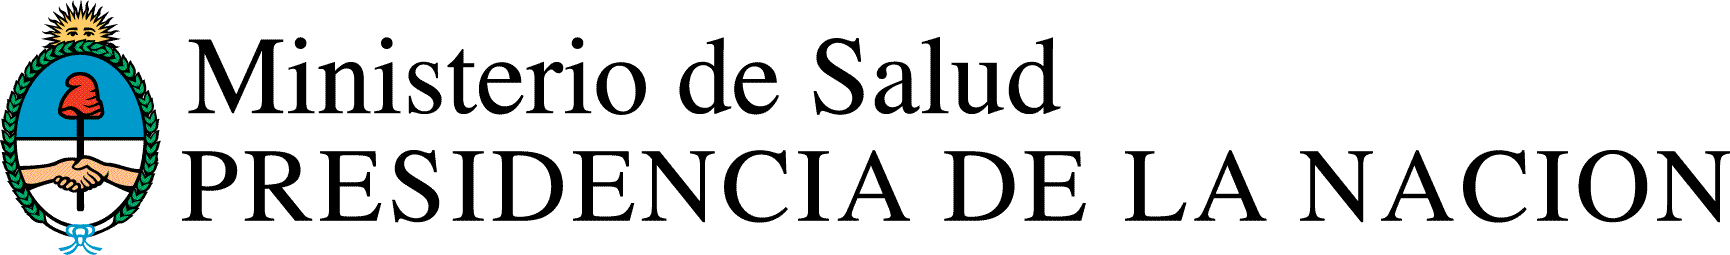 Ministerio de Salud
PRESIDENCIA DE LA NACION